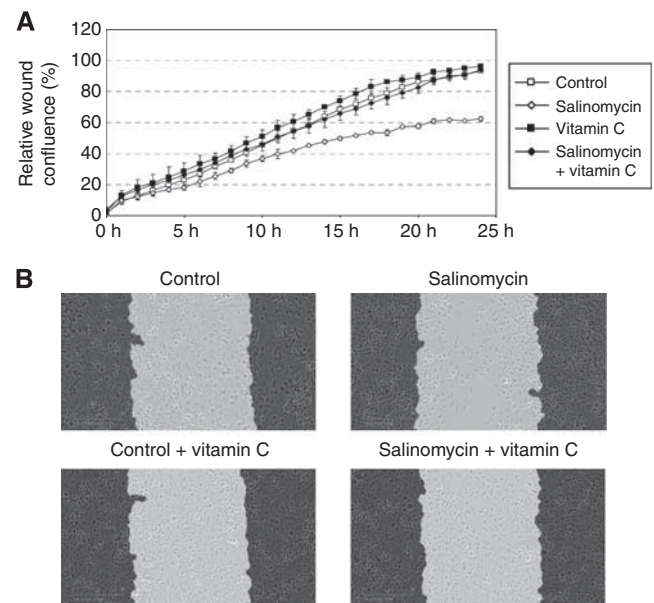 A
120
100
80
60
40
20
0
Relative wound
confluence (%)
0 h 5 h 10 h 15 h 20 h 25 h
Control
Salinomycin
Vitamin C
Salinomycin
+ vitamin C
B
Control Salinomycin
Control + vitamin C Salinomycin + vitamin C